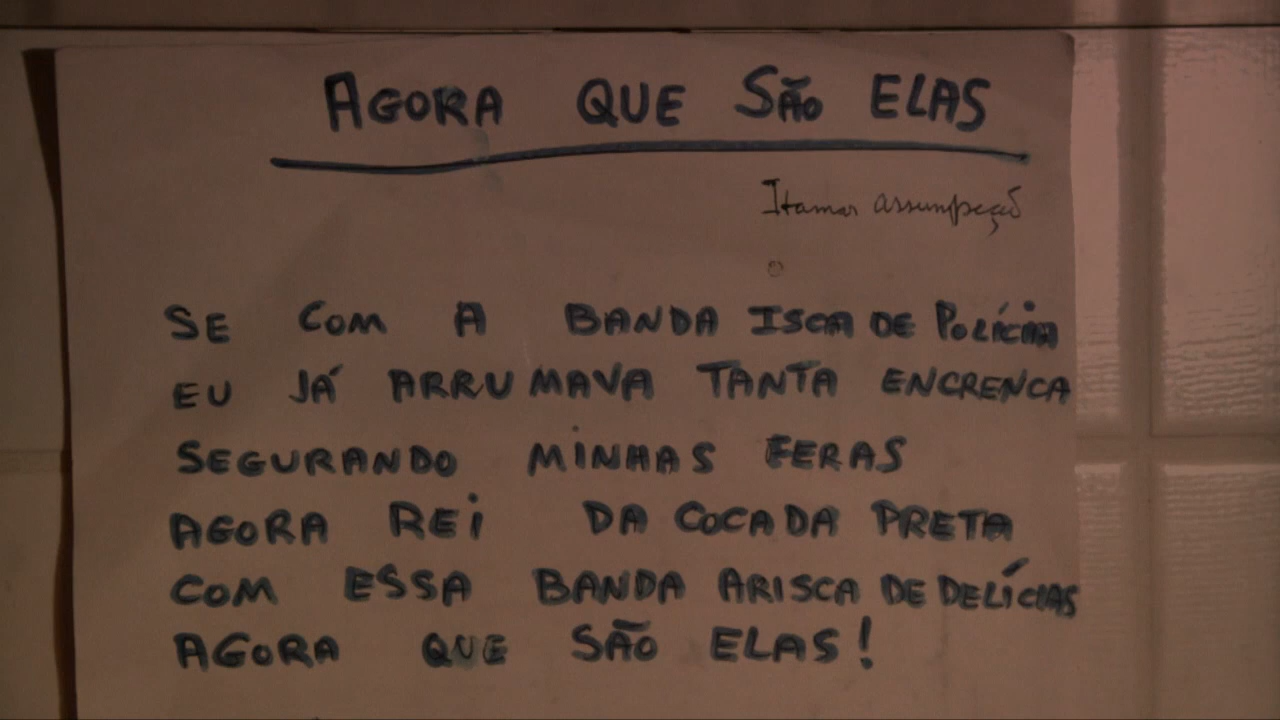 AGORA QUE SÃO ELAS
Itamar assumpção
SE COM A BANDA ISCA DE POLÍCIA
EU JÁ ARRUMAVA TANTA ENCRENCA
SEGURANDO MINHAS FERAS
AGORA REI DA COCADA PRETA
COM ESSA BANDA ARISCA DE DELÍCIAS
AGORA QUE SÃO ELAS!